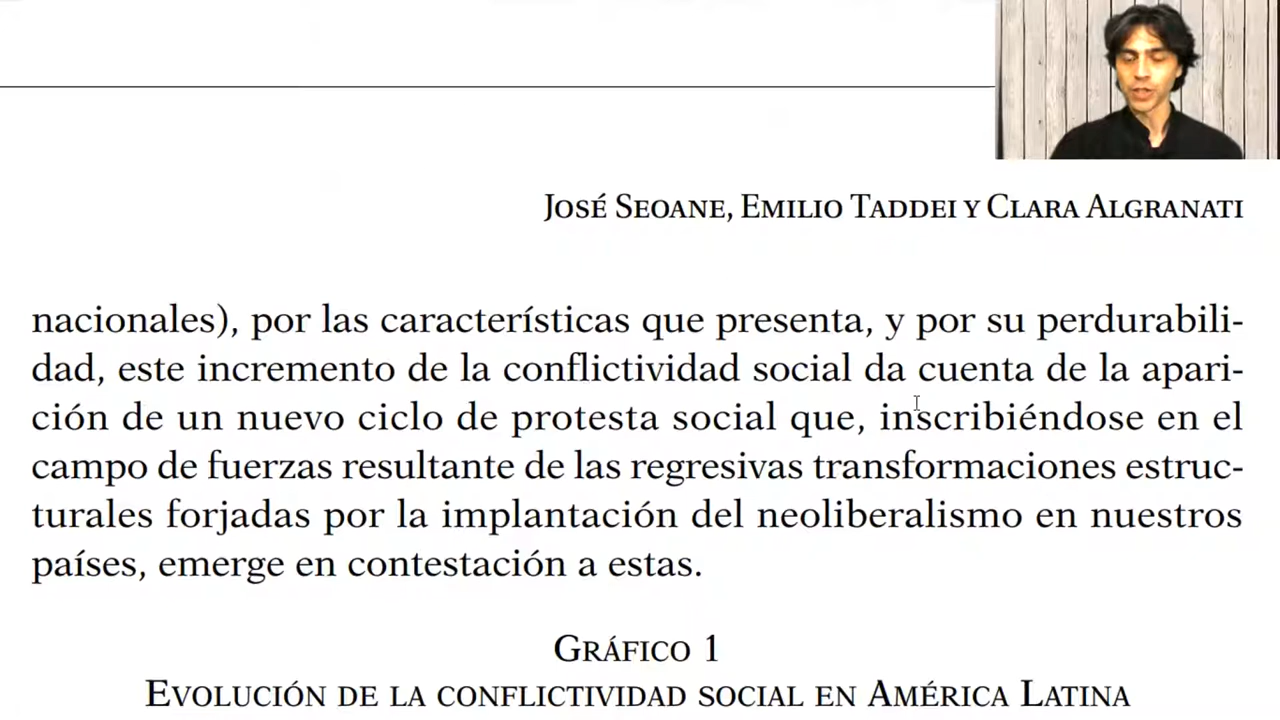 José Seoane, Emilio Taddei y Clara Algranati
nacionales), por las características que presenta, y por su perdurabili-
dad, este incremento de la conflictividad social da cuenta de la apari-
ción de un nuevo ciclo de protesta social que, inscribiéndose en el
campo de fuerzas resultante de las regresivas transformaciones estruc-
turales forjadas por la implantación del neoliberalismo en nuestros
países, emerge en contestación a estas.
Gráfico 1
Evolución de la conflictividad social en América Latina